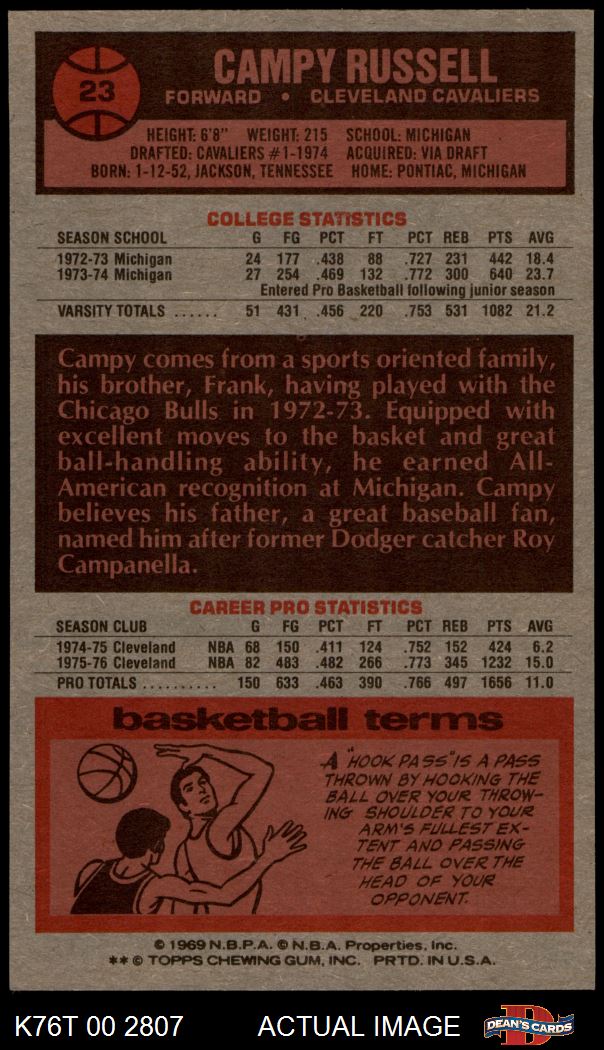 23
CAMPY RUSSELL
FORWARD • CLEVELAND CAVALIERS
HEIGHT: 6'8" WEIGHT: 215 SCHOOL: MICHIGAN
DRAFTED: CAVALIERS #1-1974 ACQUIRED: VIA DRAFT
BORN: 1-12-52, JACKSON, TENNESSEE HOME: PONTIAC, MICHIGAN
COLLEGE STATISTICS
SEASON SCHOOL G FG PCT FT PCT REB PTS AVG
1972-73 Michigan 24 177 .438 88 .727 231 442 18.4
1973-74 Michigan 27 254 .469 132 .772 300 640 23.7
Entered Pro Basketball following junior season
VARSITY TOTALS ...... 51 431 .456 220 .753 531 1082 21.2
Campy comes from a sports oriented family,
his brother, Frank, having played with the
Chicago Bulls in 1972-73. Equipped with
excellent moves to the basket and great
ball-handling ability, he earned All-
American recognition at Michigan. Campy
believes his father, a great baseball fan,
named him after former Dodger catcher Roy
Campanella.
CAREER PRO STATISTICS
SEASON CLUB G FG PCT FT PCT REB PTS AVG
1974-75 Cleveland NBA 68 150 .411 124 .752 152 424 6.2
1975-76 Cleveland NBA 82 483 .482 266 .773 345 1232 15.0
PRO TOTALS .......... 150 633 .463 390 .766 497 1656 11.0
basketball terms
A "HOOK PASS" IS A PASS
THROWN BY HOOKING THE
BALL OVER YOUR THROW-
ING SHOULDER TO YOUR
ARM'S FULLEST EX-
TENT AND PASSING
THE BALL OVER THE
HEAD OF YOUR
OPPONENT.
© 1969 N.B.P.A. © N.B.A. Properties, Inc.
** © TOPPS CHEWING GUM, INC. PRTD. IN U.S.A.
K76T 00 2807 ACTUAL IMAGE DEAN'S CARDS